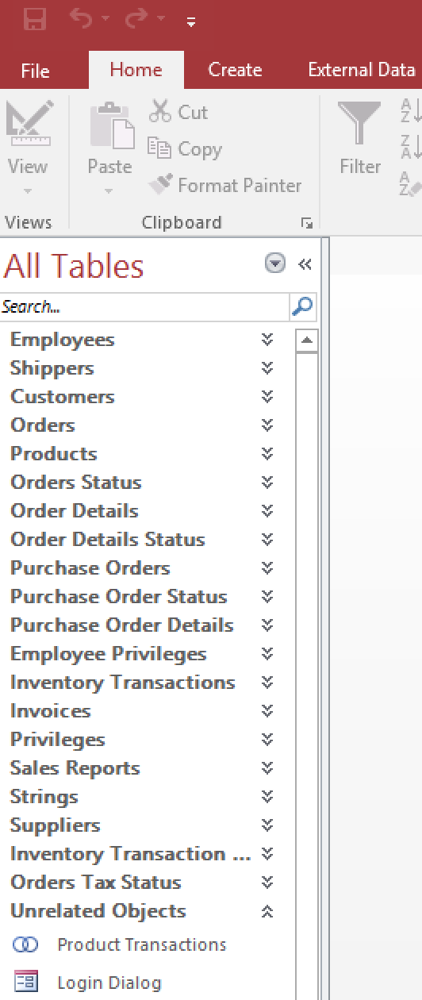 File Home Create External Data
View
Paste
Cut
Copy
Format Painter
Filter
Views Clipboard
All Tables
Search...
Employees
Shippers
Customers
Orders
Products
Orders Status
Order Details
Order Details Status
Purchase Orders
Purchase Order Status
Purchase Order Details
Employee Privileges
Inventory Transactions
Invoices
Privileges
Sales Reports
Strings
Suppliers
Inventory Transaction ...
Orders Tax Status
Unrelated Objects
Product Transactions
Login Dialog